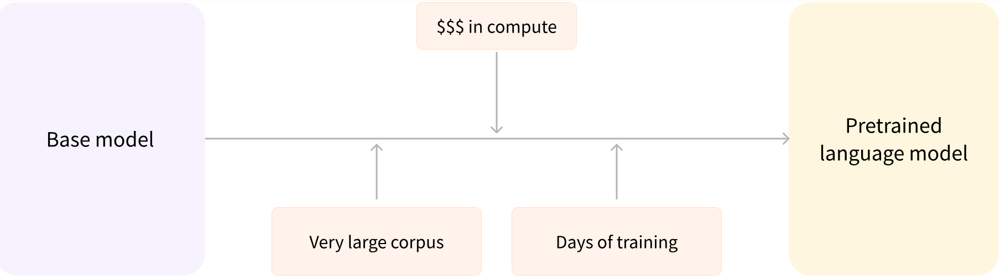 $$$ in compute
Base model
Pretrained
language model
Very large corpus
Days of training